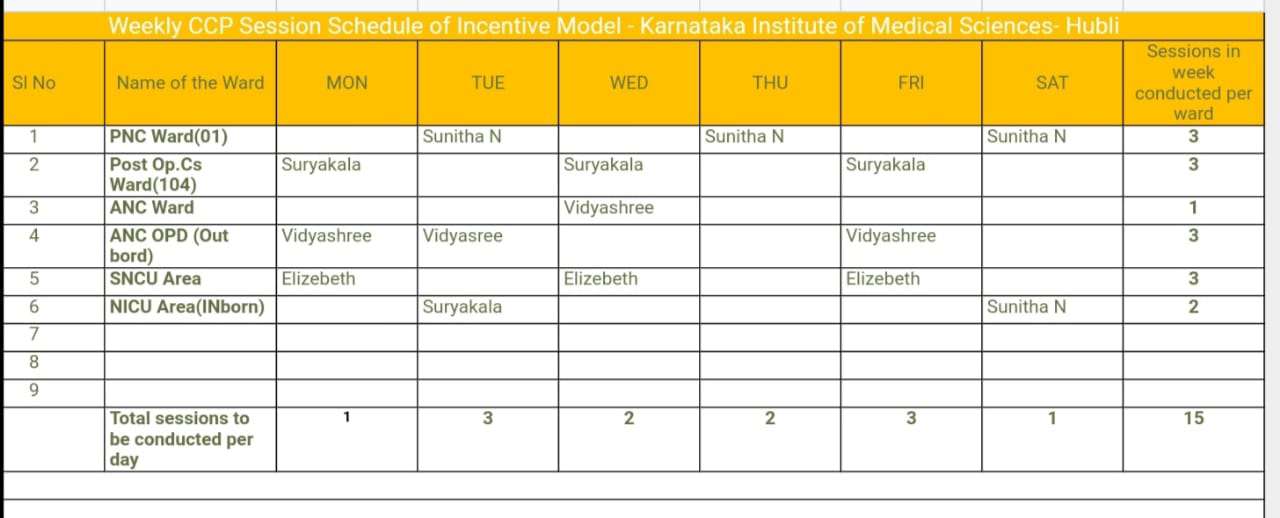 Weekly CCP Session Schedule of Incentive Model - Karnataka Institute of Medical Sciences- Hubli
Sl No Name of the Ward MON TUE WED THU FRI SAT Sessions in week conducted per ward
1 PNC Ward(01) Sunitha N Sunitha N Sunitha N 3
2 Post Op.Cs Ward(104) Suryakala Suryakala Suryakala 3
3 ANC Ward Vidyashree 1
4 ANC OPD (Out bord) Vidyashree Vidyasree Vidyashree 3
5 SNCU Area Elizebeth Elizebeth Elizebeth 3
6 NICU Area(INborn) Suryakala Sunitha N 2
7
8
9
Total sessions to be conducted per day 1 3 2 2 3 1 15